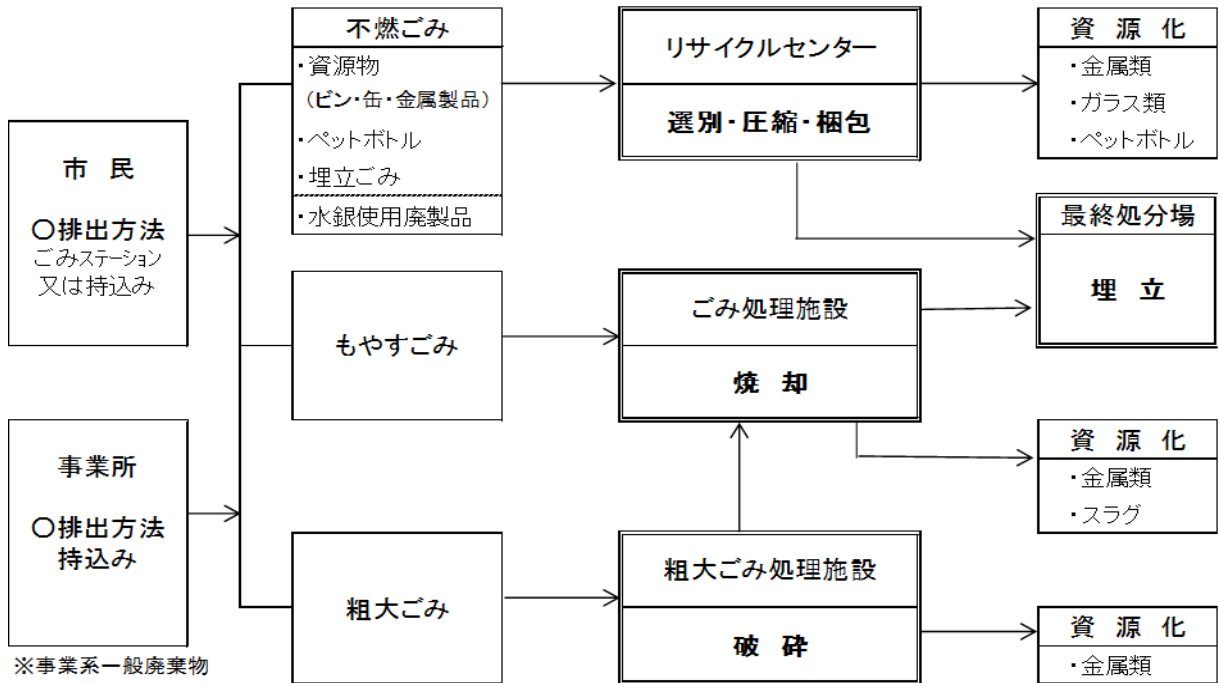 市 民
〇排出方法
ごみステーション
又は持込み
事業所
〇排出方法
持込み
※事業系一般廃棄物
不燃ごみ
・資源物
（ビン・缶・金属製品）
・ペットボトル
・埋立ごみ
・水銀使用廃製品
もやすごみ
粗大ごみ
リサイクルセンター
選別・圧縮・梱包
ごみ処理施設
焼 却
粗大ごみ処理施設
破 砕
資 源 化
・金属類
・ガラス類
・ペットボトル
最終処分場
埋 立
資 源 化
・金属類
・スラグ
資 源 化
・金属類